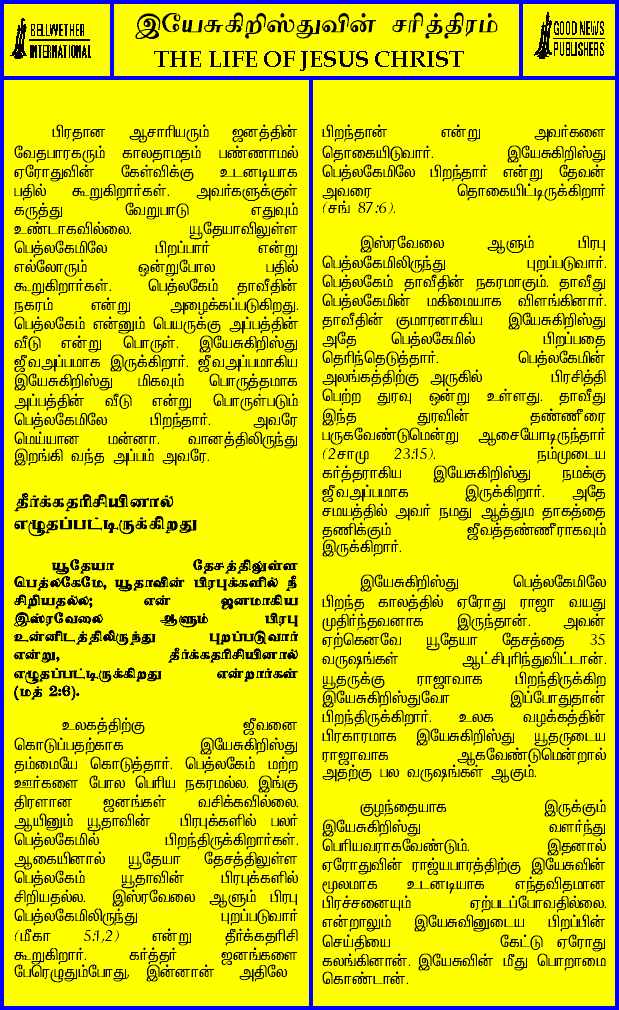 BELLWETHER
INTERNATIONAL
இயேசுகிறிஸ்துவின் சரித்திரம்
THE LIFE OF JESUS CHRIST
GOOD NEWS
PUBLISHERS
பிரதான ஆசாரியரும் ஜனத்தின்
வேதபாரகரும் காலதாமதம் பண்ணாமல்
ஏரோதுவின் கேள்விக்கு உடனடியாக
பதில் கூறுகிறார்கள். அவர்களுக்குள்
கருத்து வேறுபாடு எதுவும்
உண்டாகவில்லை. யூதேயாவிலுள்ள
பெத்லகேமிலே பிறப்பார் என்று
எல்லோரும் ஒன்றுபோல பதில்
கூறுகிறார்கள். பெத்லகேம் தாவீதின்
நகரம் என்று அழைக்கப்படுகிறது.
பெத்லகேம் என்னும் பெயருக்கு அப்பத்தின்
வீடு என்று பொருள். இயேசுகிறிஸ்து
ஜீவஅப்பமாக இருக்கிறார். ஜீவஅப்பமாகிய
இயேசுகிறிஸ்து மிகவும் பொருத்தமாக
அப்பத்தின் வீடு என்று பொருள்படும்
பெத்லகேமிலே பிறந்தார். அவரே
மெய்யான மன்னா. வானத்திலிருந்து
இறங்கி வந்த அப்பம் அவரே.
தீர்க்கதரிசியினால்
எழுதப்பட்டிருக்கிறது
யூதேயா தேசத்திலுள்ள
பெத்லகேமே, யூதாவின் பிரபுக்களில் நீ
சிறியதல்ல; என் ஜனமாகிய
இஸ்ரவேலை ஆளும் பிரபு
உன்னிடத்திலிருந்து புறப்படுவார்
என்று, தீர்க்கதரிசியினால்
எழுதப்பட்டிருக்கிறது என்றார்கள்
(மத் 2:6).
உலகத்திற்கு ஜீவனை
கொடுப்பதற்காக இயேசுகிறிஸ்து
தம்மையே கொடுத்தார். பெத்லகேம் மற்ற
ஊர்களை போல பெரிய நகரமல்ல. இங்கு
திரளான ஜனங்கள் வசிக்கவில்லை.
ஆயினும் யூதாவின் பிரபுக்களில் பலர்
பெத்லகேமில் பிறந்திருக்கிறார்கள்.
ஆகையினால் யூதேயா தேசத்திலுள்ள
பெத்லகேம் யூதாவின் பிரபுக்களில்
சிறியதல்ல. இஸ்ரவேலை ஆளும் பிரபு
பெத்லகேமிலிருந்து புறப்படுவார்
(மீகா 5:1,2) என்று தீர்க்கதரிசி
கூறுகிறார். கர்த்தர் ஜனங்களை
பேரெழுதும்போது, இன்னான் அதிலே
பிறந்தான் என்று அவர்களை
தொகையிடுவார். இயேசுகிறிஸ்து
பெத்லகேமிலே பிறந்தார் என்று தேவன்
அவரை தொகையிட்டிருக்கிறார்
(சங் 87:6).
இஸ்ரவேலை ஆளும் பிரபு
பெத்லகேமிலிருந்து புறப்படுவார்.
பெத்லகேம் தாவீதின் நகரமாகும். தாவீது
பெத்லகேமின் மகிமையாக விளங்கினார்.
தாவீதின் குமாரனாகிய இயேசுகிறிஸ்து
அதே பெத்லகேமில் பிறப்பதை
தெரிந்தெடுத்தார். பெத்லகேமின்
அலங்கத்திற்கு அருகில் பிரசித்தி
பெற்ற துரவு ஒன்று உள்ளது. தாவீது
இந்த துரவின் தண்ணீரை
பருகவேண்டுமென்று ஆசையோடிருந்தார்
(2சாமு 23:15). நம்முடைய
கர்த்தராகிய இயேசுகிறிஸ்து நமக்கு
ஜீவஅப்பமாக இருக்கிறார். அதே
சமயத்தில் அவர் நமது ஆத்தும தாகத்தை
தணிக்கும் ஜீவத்தண்ணீராகவும்
இருக்கிறார்.
இயேசுகிறிஸ்து பெத்லகேமிலே
பிறந்த காலத்தில் ஏரோது ராஜா வயது
முதிர்ந்தவனாக இருந்தான். அவன்
ஏற்கெனவே யூதேயா தேசத்தை 35
வருஷங்கள் ஆட்சிபுரிந்துவிட்டான்.
யூதருக்கு ராஜாவாக பிறந்திருக்கிற
இயேசுகிறிஸ்துவோ இப்போதுதான்
பிறந்திருக்கிறார். உலக வழக்கத்தின்
பிரகாரமாக இயேசுகிறிஸ்து யூதருடைய
ராஜாவாக ஆகவேண்டுமென்றால்
அதற்கு பல வருஷங்கள் ஆகும்.
குழந்தையாக இருக்கும்
இயேசுகிறிஸ்து வளர்ந்து
பெரியவராகவேண்டும். இதனால்
ஏரோதுவின் ராஜ்யபாரத்திற்கு இயேசுவின்
மூலமாக உடனடியாக எந்தவிதமான
பிரச்சனையும் ஏற்படப்போவதில்லை.
என்றாலும் இயேசுவினுடைய பிறப்பின்
செய்தியை கேட்டு ஏரோது
கலங்கினான். இயேசுவின் மீது பொறாமை
கொண்டான்.